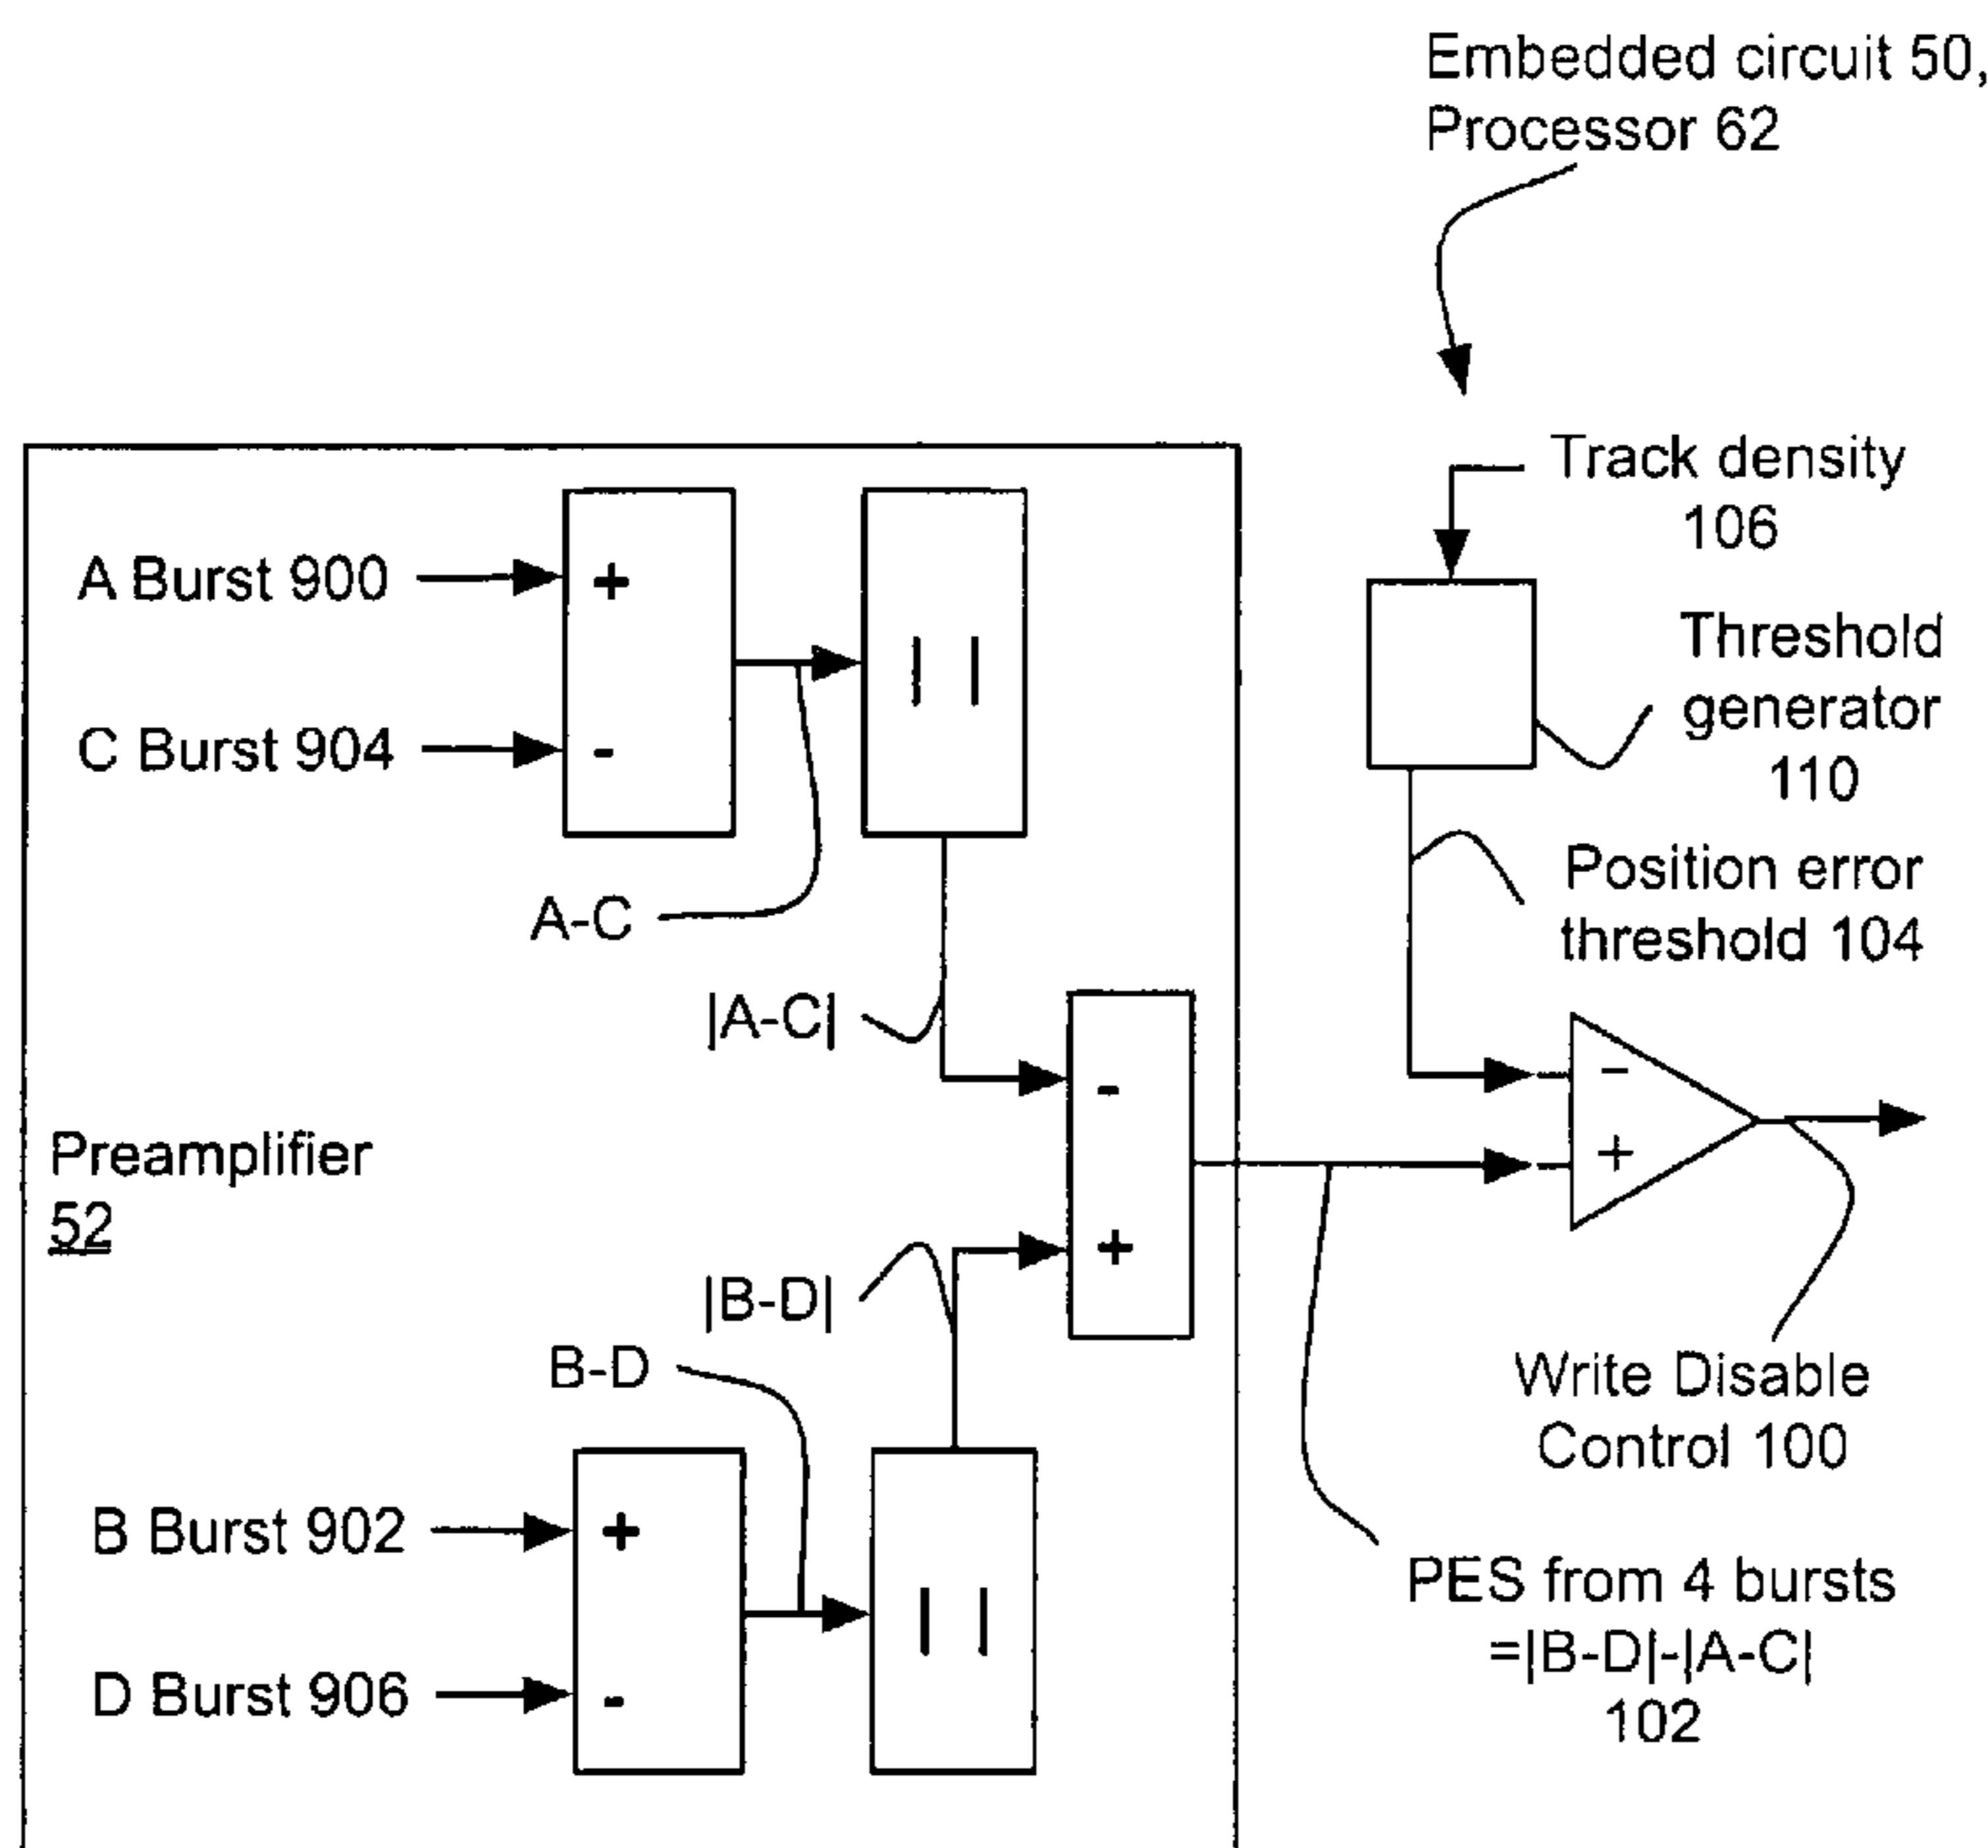 Embedded circuit 50,
Processor 62
Track density
106
A Burst 900
+
| |
Threshold
generator
110
C Burst 904
-
Position error
threshold 104
A-C
|A-C|
-
−
Preamplifier
52
+
+
|B-D|
B-D
Write Disable
Control 100
B Burst 902
+
| |
D Burst 906
-
PES from 4 bursts
=|B-D|-|A-C|
102